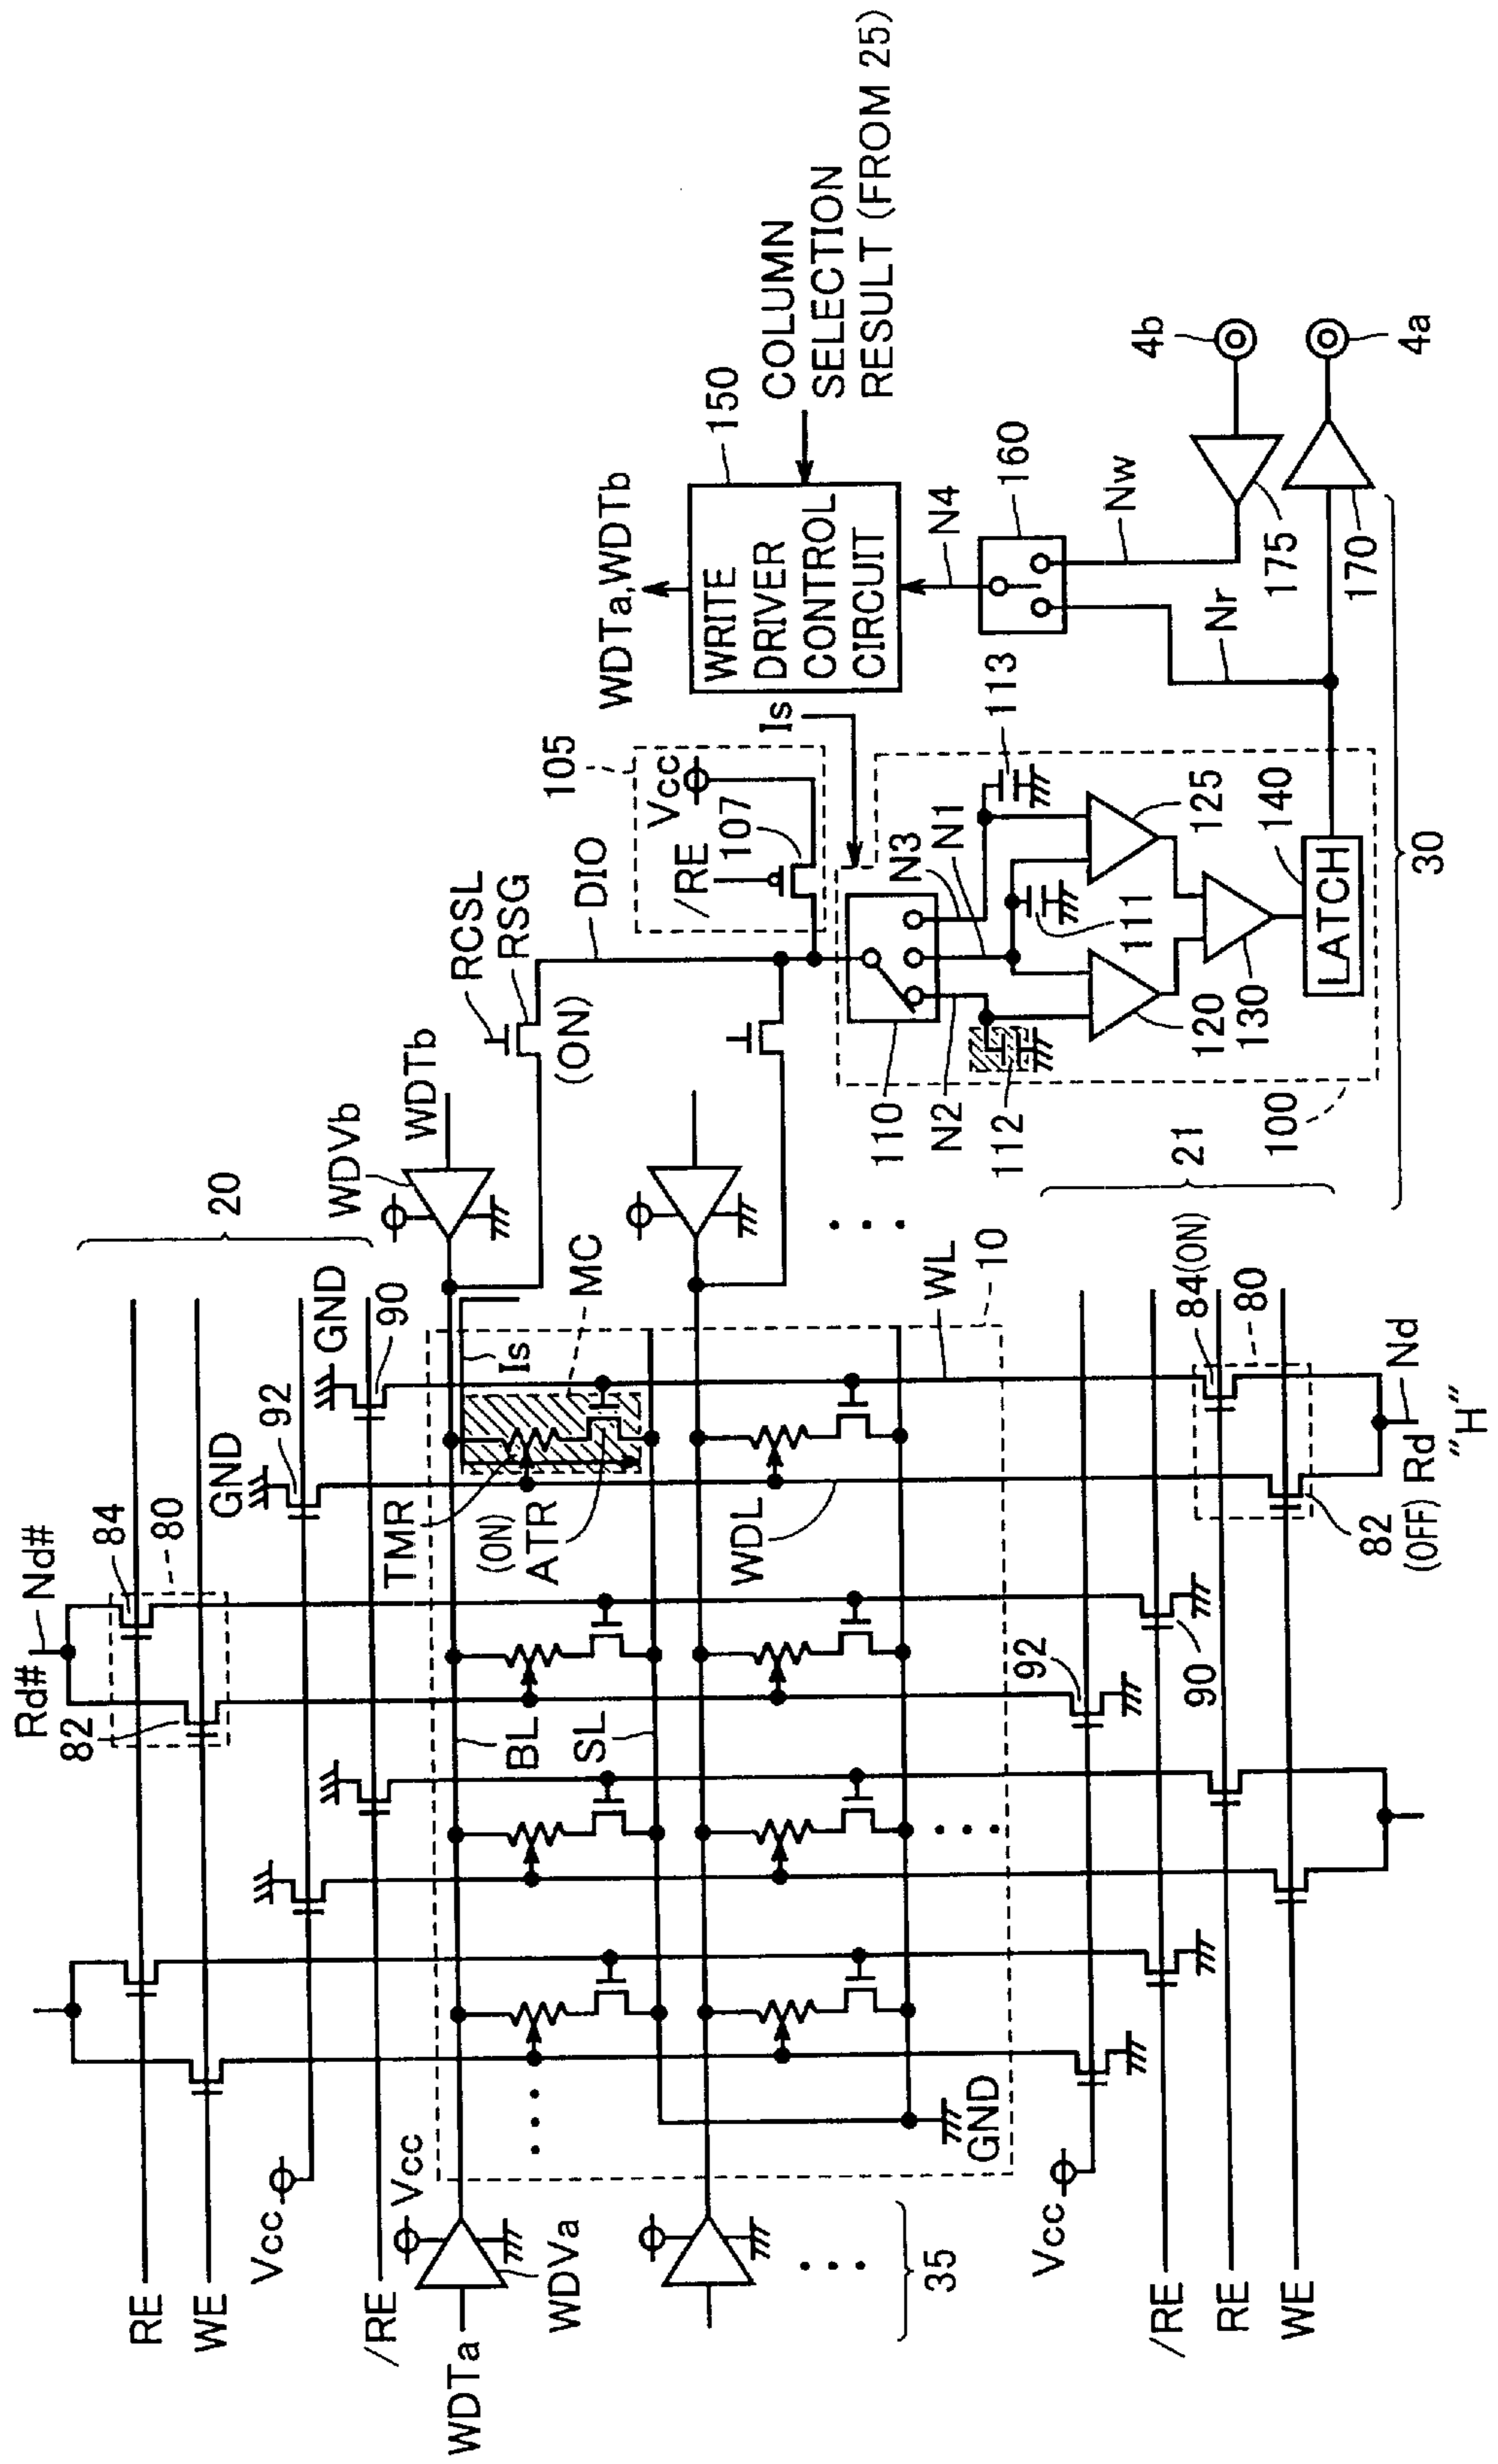 RE
WE
Vcc
/RE
WDTa
Vcc
WDVa
35
Vcc
/RE
RE
WE
Rd#
Nd#
82
84
80
GND
92
GND
90
20
BL
SL
TMR
(ON)
ATR
Is
MC
WDL
WL
10
GND
92
90
84(ON)
80
82
(OFF)
Rd
Nd
"H"
21
WDVb
WDTb
RCSL
RSG
(ON)
DIO
105
Vcc
/RE
107
Is
110
N2
112
N3
N1
113
111
120
125
130
140
LATCH
100
30
WDTa,WDTb
150
WRITE
DRIVER
CONTROL
CIRCUIT
COLUMN
SELECTION
RESULT (FROM 25)
N4
160
Nw
Nr
175
170
4b
4a